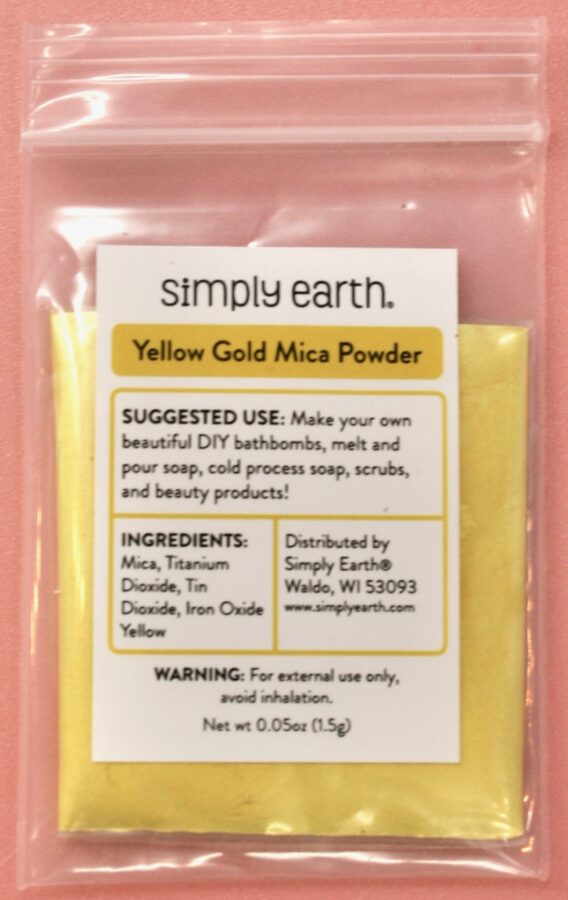 simply earth®
Yellow Gold Mica Powder
SUGGESTED USE: Make your own
beautiful DIY bathbombs, melt and
pour soap, cold process soap, scrubs,
and beauty products!
INGREDIENTS:
Mica, Titanium
Dioxide, Tin
Dioxide, Iron Oxide
Yellow
Distributed by
Simply Earth®
Waldo, WI 53093
www.simplyearth.com
WARNING: For external use only,
avoid inhalation.
Net wt 0.05oz (1.5g)